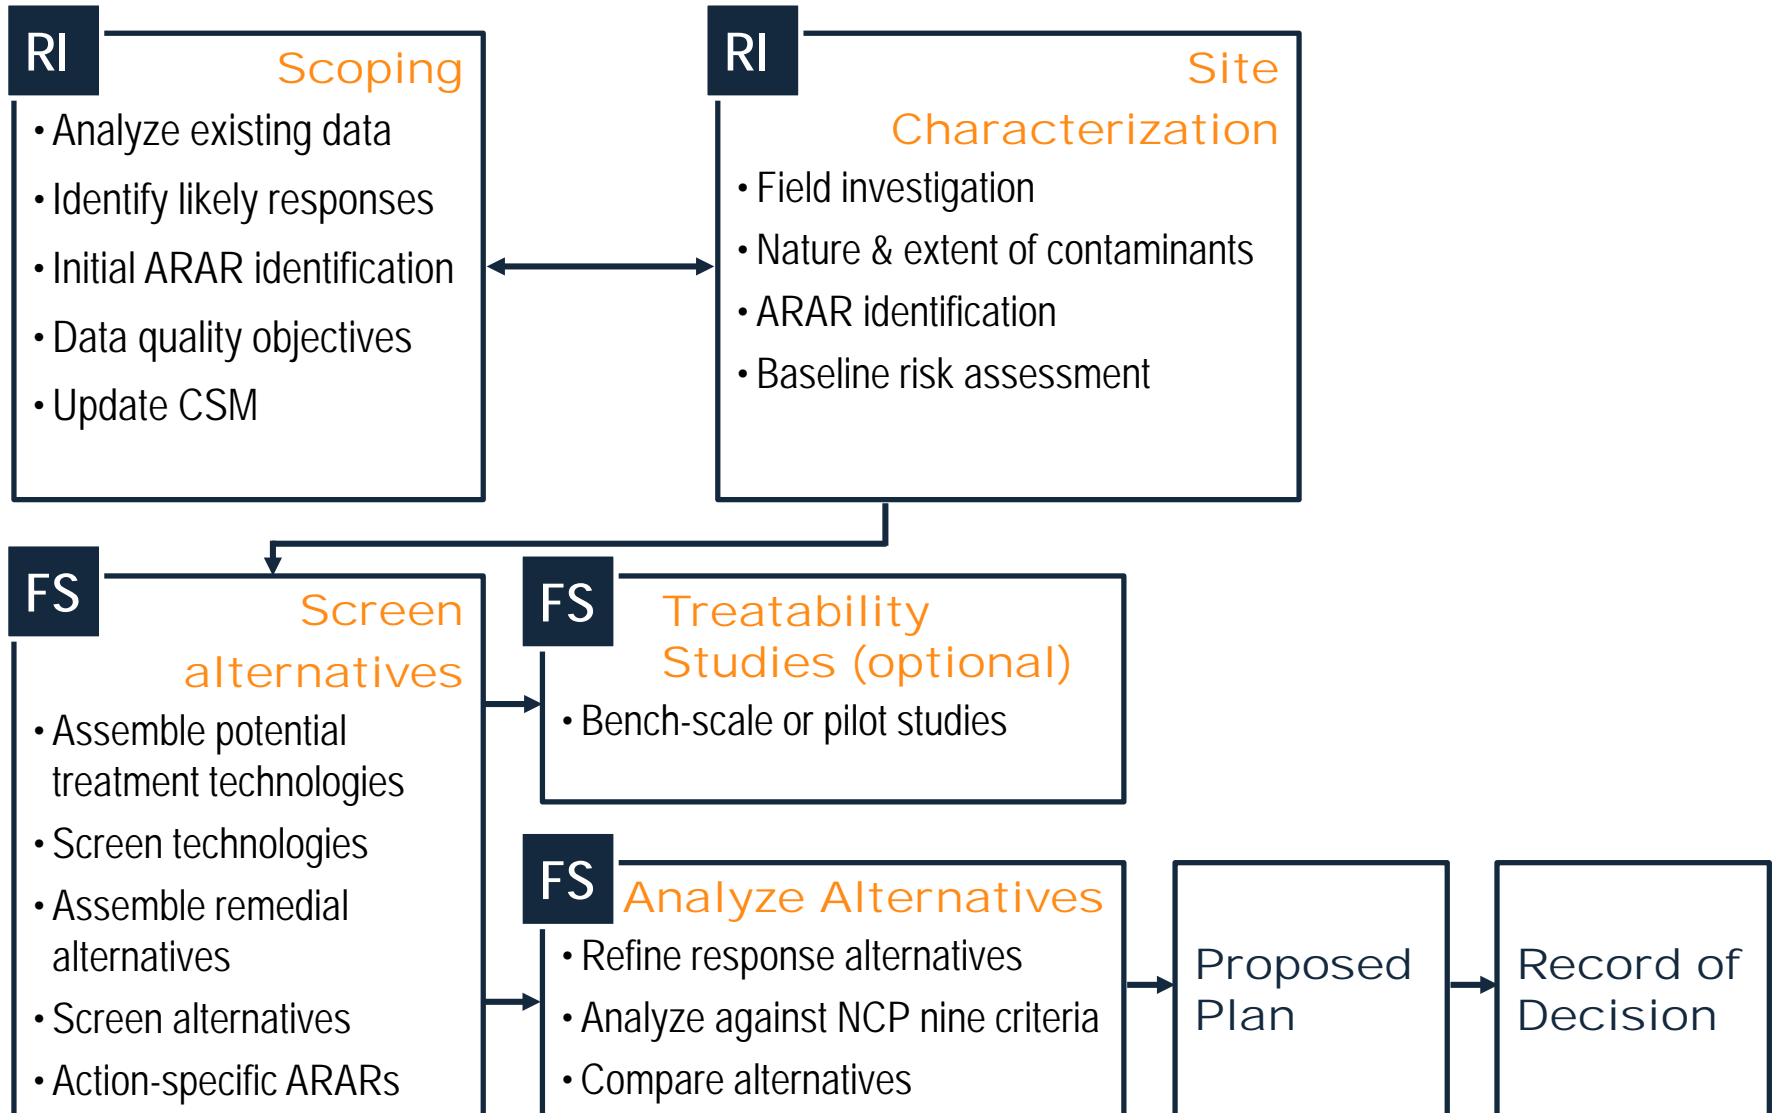 RI
Scoping
• Analyze existing data
• Identify likely responses
• Initial ARAR identification
• Data quality objectives
• Update CSM
RI
Site
Characterization
• Field investigation
• Nature & extent of contaminants
• ARAR identification
• Baseline risk assessment
FS
Screen
alternatives
• Assemble potential
treatment technologies
• Screen technologies
• Assemble remedial
alternatives
• Screen alternatives
• Action-specific ARARs
FS
Treatability
Studies (optional)
• Bench-scale or pilot studies
FS
Analyze Alternatives
• Refine response alternatives
• Analyze against NCP nine criteria
• Compare alternatives
Proposed
Plan
Record of
Decision